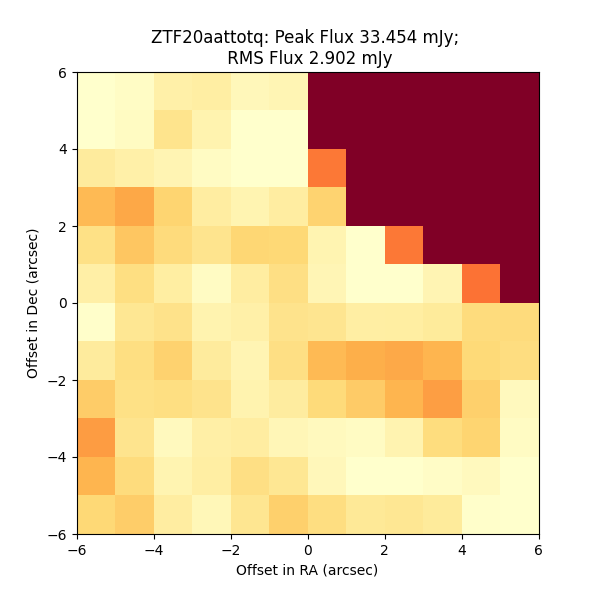 ZTF20aattotq: Peak Flux 33.454 mJy;
RMS Flux 2.902 mJy
6
4
2
0
−2
−4
−6
Offset in Dec (arcsec)
−6 −4 −2 0 2 4 6
Offset in RA (arcsec)